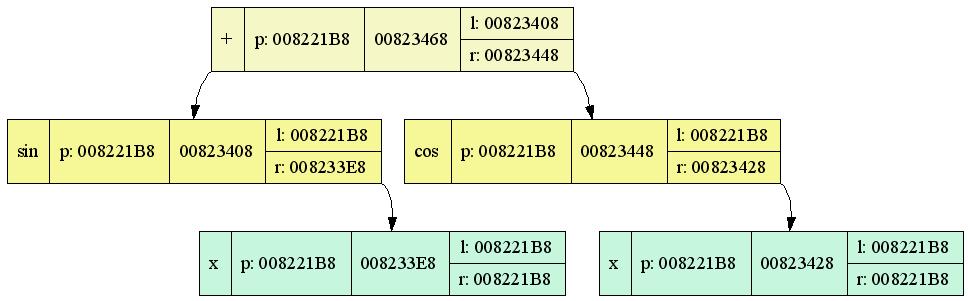 + p: 008221B8 00823468 l: 00823408
r: 00823448
sin p: 008221B8 00823408 l: 008221B8
r: 008233E8
cos p: 008221B8 00823448 l: 008221B8
r: 00823428
x p: 008221B8 008233E8 l: 008221B8
r: 008221B8
x p: 008221B8 00823428 l: 008221B8
r: 008221B8